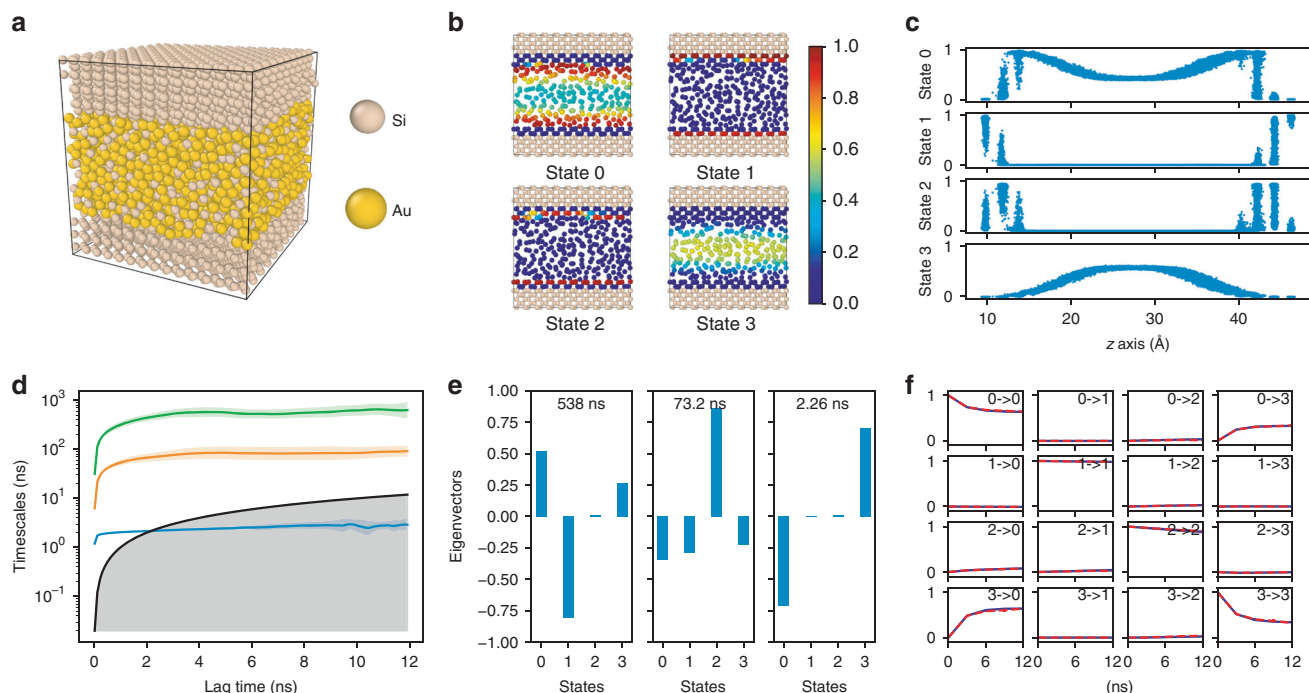 a
Si
Au
b
State 0
State 1
State 2
State 3
1.0
0.8
0.6
0.4
0.2
0.0
c
State 0
1
0
State 1
1
0
State 2
1
0
State 3
1
0
10 20 30 40
z axis (Å)
d
Timescales (ns)
10³
10²
10¹
10⁰
10⁻¹
0 2 4 6 8 10 12
Lag time (ns)
e
Eigenvectors
1.00
0.75
0.50
0.25
0.00
−0.25
−0.50
−0.75
−1.00
538 ns
73.2 ns
2.26 ns
0 1 2 3
States
0 1 2 3
States
0 1 2 3
States
f
1
0
0->0
0->1
0->2
0->3
1
0
1->0
1->1
1->2
1->3
1
0
2->0
2->1
2->2
2->3
1
0
3->0
3->1
3->2
3->3
0 6 12
0 6 12
0 6 12
0 6 12
(ns)